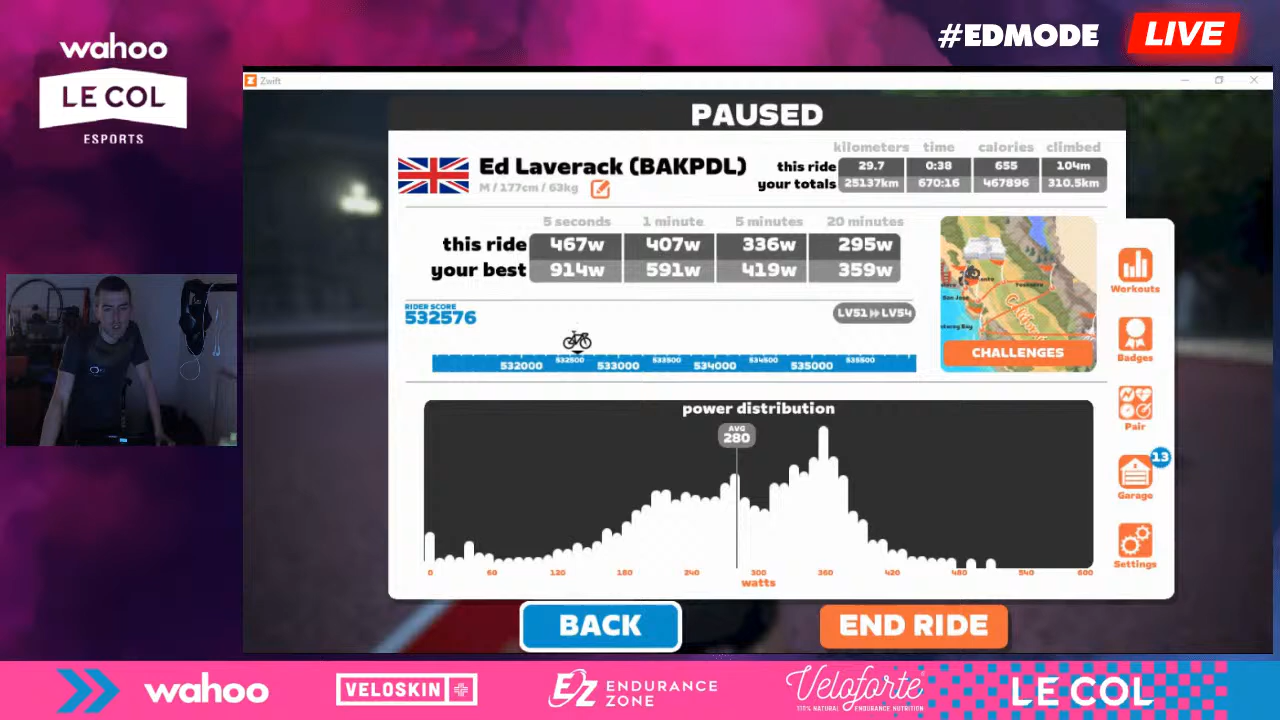 wahoo
LE COL
ESPORTS
#EDMODE LIVE
Zwift
PAUSED
Ed Laverack (BAKPDL)
M / 177cm / 63kg
kilometers time calories climbed
this ride 29.7 0:38 655 104m
your totals 25137km 670:16 467896 310.5km
5 seconds 1 minute 5 minutes 20 minutes
this ride 467w 407w 336w 295w
your best 914w 591w 419w 359w
RIDER SCORE
532576
LV51 LV54
532000 532500 533000 533500 534000 534500 535000 535500
CHALLENGES
Workouts
Badges
Pair
13
Garage
Settings
power distribution
AVG
280
0 60 120 180 240 300 360 420 480 540 600
watts
BACK END RIDE
wahoo VELOSKIN EZ ENDURANCE ZONE Veloforte LE COL
100% NATURAL ENDURANCE NUTRITION